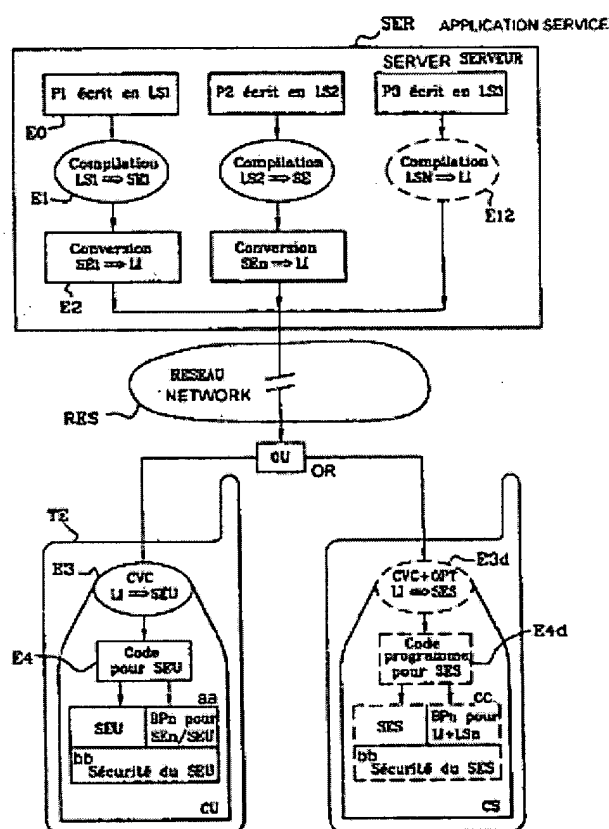 SER APPLICATION SERVICE
SERVER SERVEUR
P1 écrit en LS1
P2 écrit en LS2
P3 écrit en LS3
E0
Compilation
LS1 ⇒ SE1
Compilation
LS2 ⇒ SE
Compilation
LSN ⇒ LI
E1
E12
Conversion
SE1 ⇒ LI
Conversion
SEn ⇒ LI
E2
RESEAU
NETWORK
RES
OU
OR
TE
E3
CVC
LI ⇒ SEU
E3d
CVC+OPT
LI ⇒ SES
E4
Code
pour SEU
E4d
Code
programme
pour SES
aa
SEU
BPn pour
SEn/SEU
bb
Sécurité du SEU
CU
cc
SES
BPn pour
LI+LSn
bb
Sécurité du SES
CS